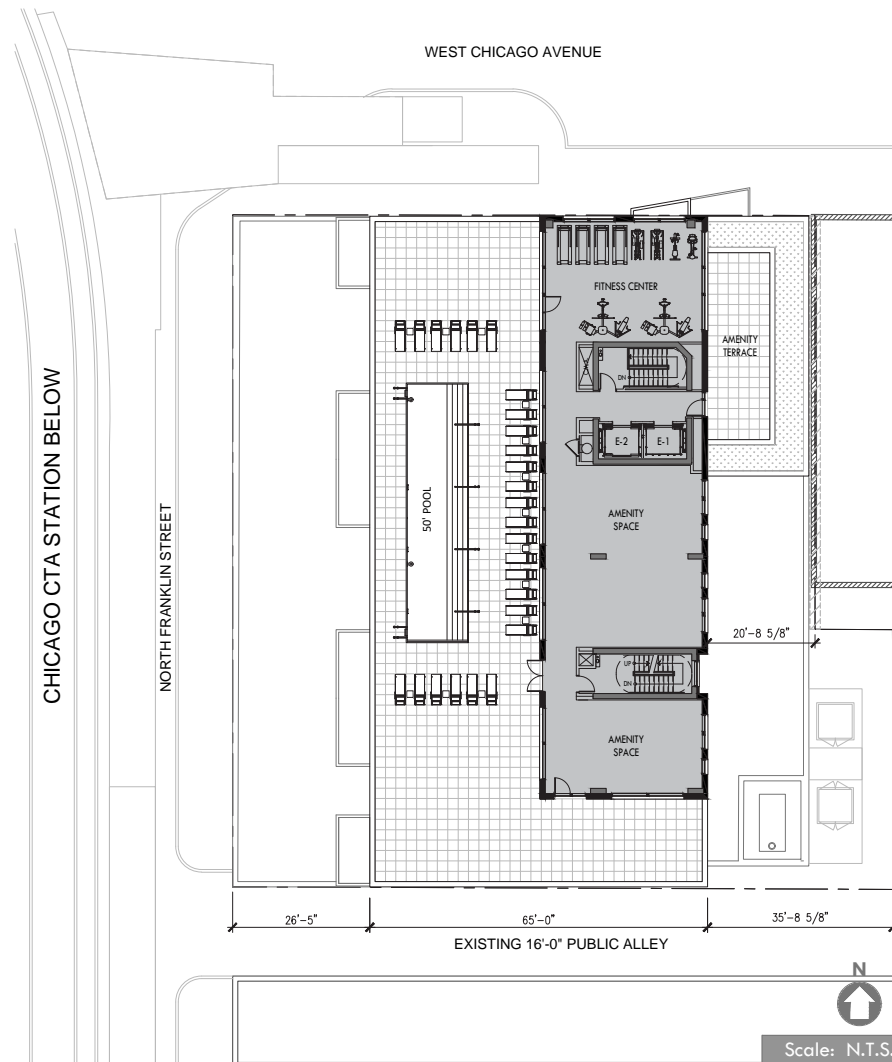 WEST CHICAGO AVENUE
FITNESS CENTER
AMENITY
TERRACE
DN
E-2
E-1
CHICAGO CTA STATION BELOW
NORTH FRANKLIN STREET
50' POOL
AMENITY
SPACE
20'-8 5/8"
UP
DN
AMENITY
SPACE
26'-5"
65'-0"
35'-8 5/8"
EXISTING 16'-0" PUBLIC ALLEY
N
Scale: N.T.S.